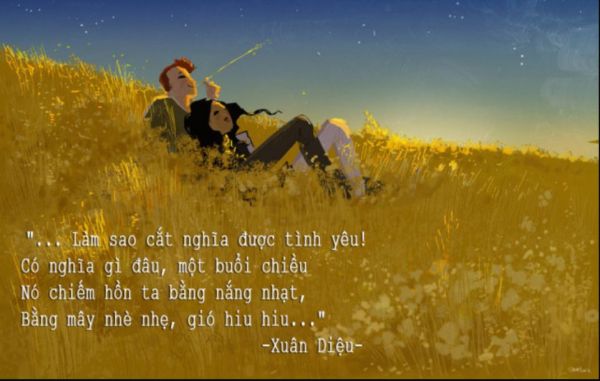 "... Làm sao cắt nghĩa được tình yêu!
Có nghĩa gì đâu, một buổi chiều
Nó chiếm hồn ta bằng nắng nhạt,
Bằng mây nhè nhẹ, gió hiu hiu..."
-Xuân Diệu-